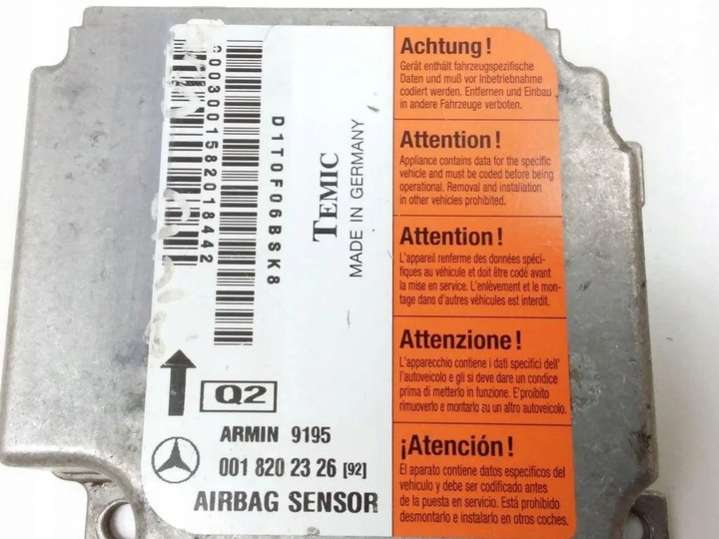 00030015820184​42
D1T0F06BSK8
TEMIC
MADE IN GERMANY
Q2
ARMIN 9195
001 820 23 26 [92]
AIRBAG SENSOR
Achtung!
Gerät enthält fahrzeugspezifische
Daten und muß vor Inbetriebnahme
codiert werden. Entfernen und Einbau
in andere Fahrzeuge verboten.
Attention!
Appliance contains data for the specific
vehicle and must be coded before being
operational. Removal and installation
in other vehicles prohibited.
Attention!
L'appareil renferme des données spéci-
fiques au véhicule et doit être codé avant
la mise en service. L'enlèvement et le mon-
tage dans d'autres véhicules est interdit.
Attenzione!
L'apparecchio contiene i dati specifici dell'
l'autoveicolo e gli si deve dare un condice
prima di metterlo in funzione. E'proibito
rimuoverlo e montarlo su un altro autoveicolo.
¡Atención!
El aparato contiene datos especificos del
vehículo y debe ser codificado antes
de la puesta en servicio. Está prohibido
desmontarlo e instalarlo en otros coches.